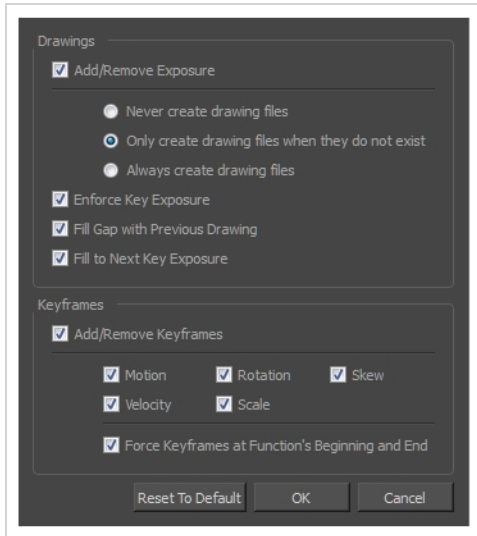 Drawings
Add/Remove Exposure
Never create drawing files
Only create drawing files when they do not exist
Always create drawing files
Enforce Key Exposure
Fill Gap with Previous Drawing
Fill to Next Key Exposure
Keyframes
Add/Remove Keyframes
Motion Rotation Skew
Velocity Scale
Force Keyframes at Function's Beginning and End
Reset To Default OK Cancel